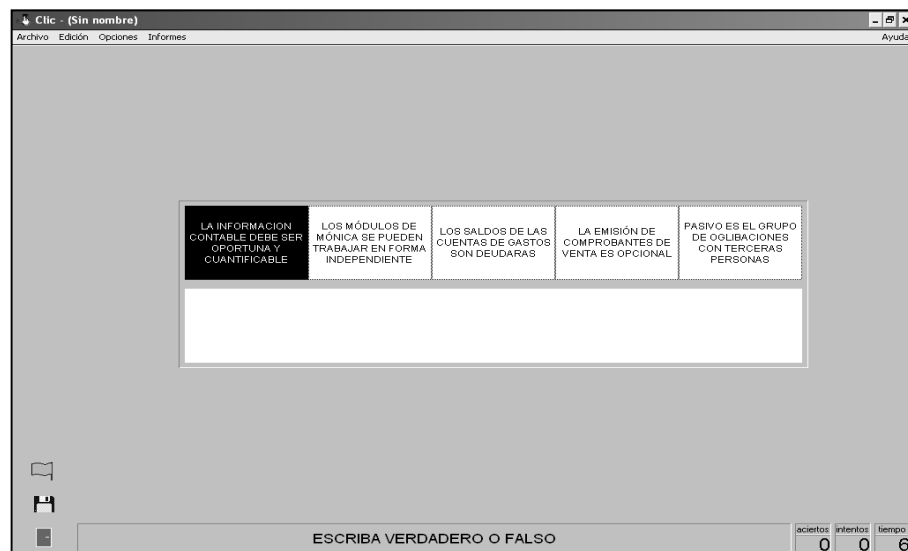 Clic - (Sin nombre)
Archivo Edición Opciones Informes Ayuda
LA INFORMACION
CONTABLE DEBE SER
OPORTUNA Y
CUANTIFICABLE
LOS MÓDULOS DE
MÓNICA SE PUEDEN
TRABAJAR EN FORMA
INDEPENDIENTE
LOS SALDOS DE LAS
CUENTAS DE GASTOS
SON DEUDARAS
LA EMISIÓN DE
COMPROBANTES DE
VENTA ES OPCIONAL
PASIVO ES EL GRUPO
DE OGLIBACIONES
CON TERCERAS
PERSONAS
ESCRIBA VERDADERO O FALSO
aciertos intentos tiempo
0 0 6